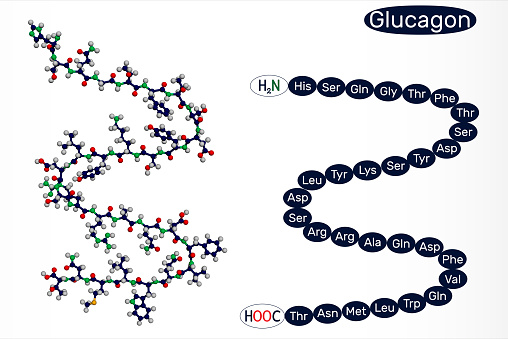 Glucagon
H₂N His Ser Gln Gly Thr Phe
Thr
Ser
Asp
Tyr
Ser
Lys
Tyr
Leu
Asp
Ser
Arg Arg Ala Gln Asp
Phe
Val
Gln
Trp
Leu
Met
Asn
Thr
HOOC